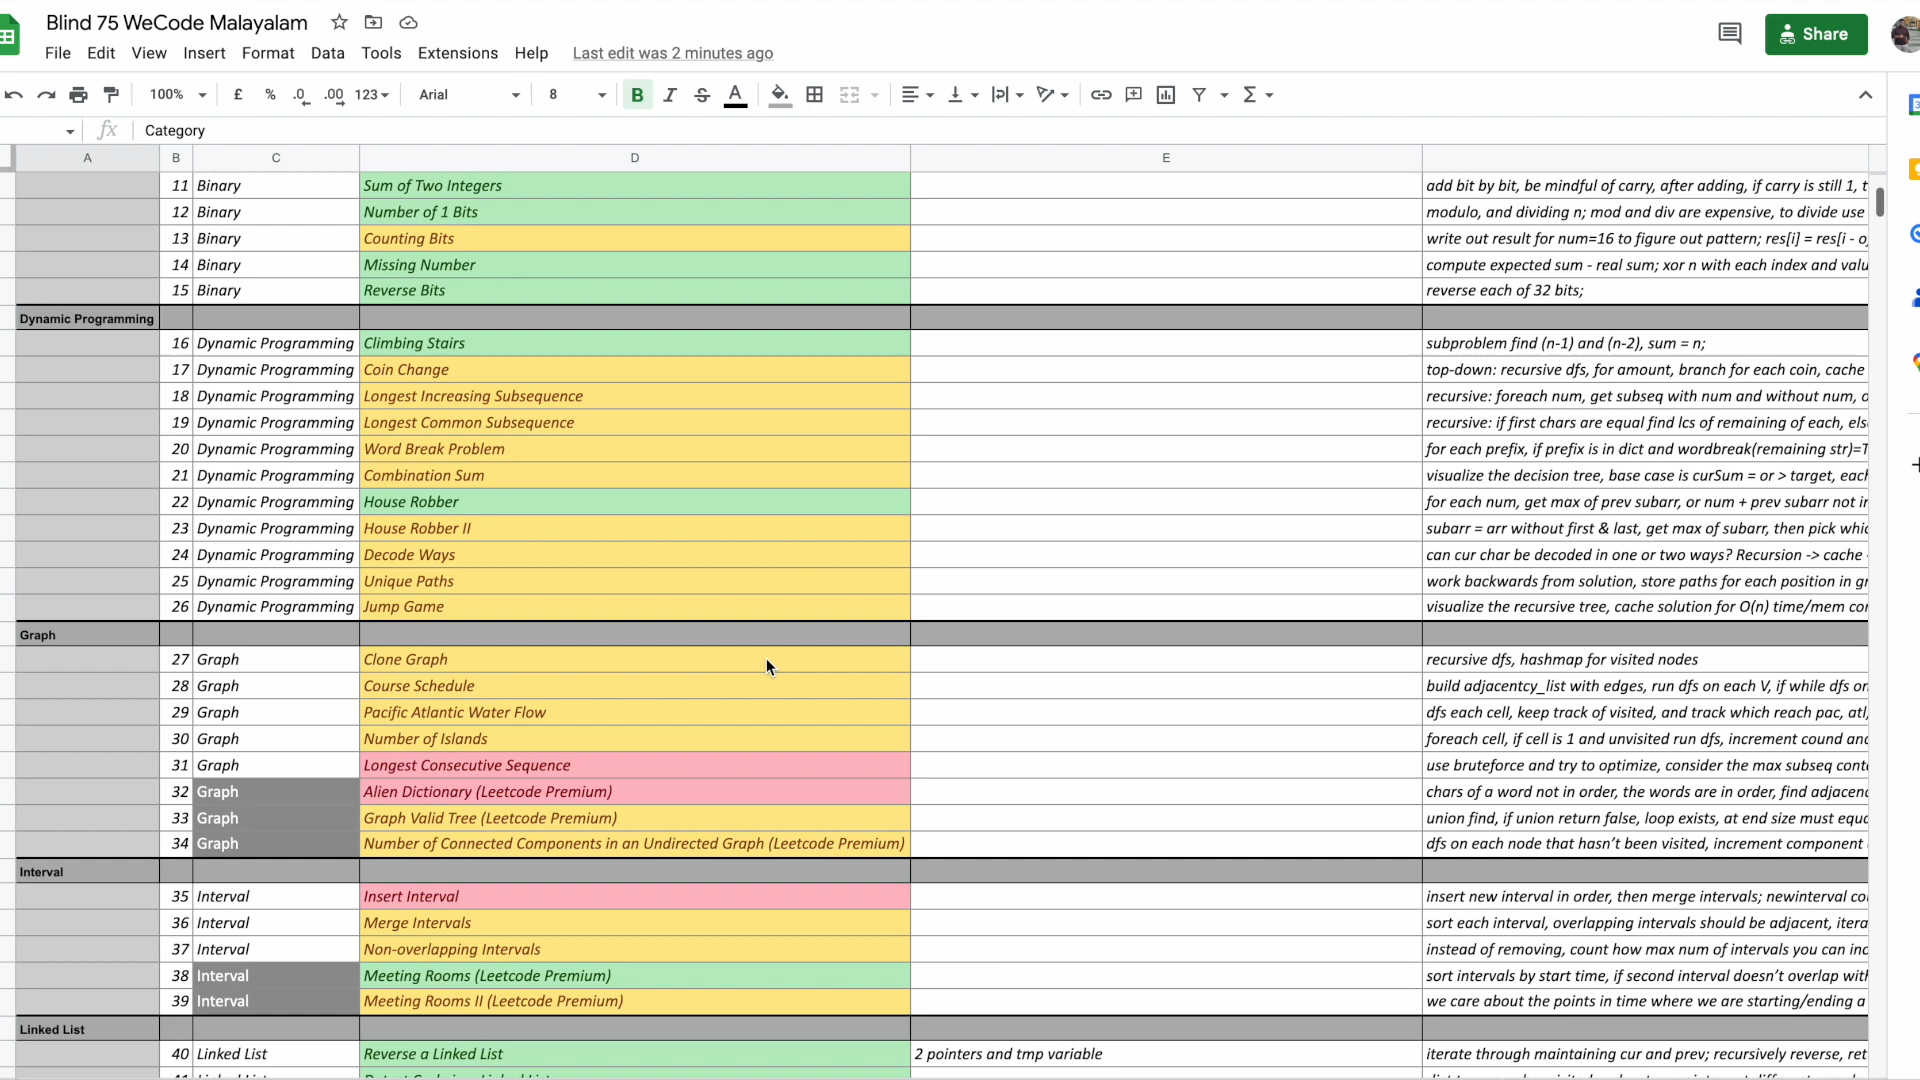 Blind 75 WeCode Malayalam
File Edit View Insert Format Data Tools Extensions Help Last edit was 2 minutes ago
Share
100% £ % .0 .00 123 Arial 8 B I S A
fx Category
A B C D E
11 Binary Sum of Two Integers add bit by bit, be mindful of carry, after adding, if carry is still 1, t
12 Binary Number of 1 Bits modulo, and dividing n; mod and div are expensive, to divide use
13 Binary Counting Bits write out result for num=16 to figure out pattern; res[i] = res[i - o
14 Binary Missing Number compute expected sum - real sum; xor n with each index and valu
15 Binary Reverse Bits reverse each of 32 bits;
Dynamic Programming
16 Dynamic Programming Climbing Stairs subproblem find (n-1) and (n-2), sum = n;
17 Dynamic Programming Coin Change top-down: recursive dfs, for amount, branch for each coin, cache
18 Dynamic Programming Longest Increasing Subsequence recursive: foreach num, get subseq with num and without num, o
19 Dynamic Programming Longest Common Subsequence recursive: if first chars are equal find lcs of remaining of each, els
20 Dynamic Programming Word Break Problem for each prefix, if prefix is in dict and wordbreak(remaining str)=T
21 Dynamic Programming Combination Sum visualize the decision tree, base case is curSum = or > target, each
22 Dynamic Programming House Robber for each num, get max of prev subarr, or num + prev subarr not in
23 Dynamic Programming House Robber II subarr = arr without first & last, get max of subarr, then pick whic
24 Dynamic Programming Decode Ways can cur char be decoded in one or two ways? Recursion -> cache -
25 Dynamic Programming Unique Paths work backwards from solution, store paths for each position in gr
26 Dynamic Programming Jump Game visualize the recursive tree, cache solution for O(n) time/mem co
Graph
27 Graph Clone Graph recursive dfs, hashmap for visited nodes
28 Graph Course Schedule build adjacentcy_list with edges, run dfs on each V, if while dfs on
29 Graph Pacific Atlantic Water Flow dfs each cell, keep track of visited, and track which reach pac, atl,
30 Graph Number of Islands foreach cell, if cell is 1 and unvisited run dfs, increment cound and
31 Graph Longest Consecutive Sequence use bruteforce and try to optimize, consider the max subseq cont
32 Graph Alien Dictionary (Leetcode Premium) chars of a word not in order, the words are in order, find adjacenc
33 Graph Graph Valid Tree (Leetcode Premium) union find, if union return false, loop exists, at end size must equa
34 Graph Number of Connected Components in an Undirected Graph (Leetcode Premium) dfs on each node that hasn't been visited, increment component
Interval
35 Interval Insert Interval insert new interval in order, then merge intervals; newinterval co
36 Interval Merge Intervals sort each interval, overlapping intervals should be adjacent, itera
37 Interval Non-overlapping Intervals instead of removing, count how max num of intervals you can inc
38 Interval Meeting Rooms (Leetcode Premium) sort intervals by start time, if second interval doesn't overlap with
39 Interval Meeting Rooms II (Leetcode Premium) we care about the points in time where we are starting/ending a
Linked List
40 Linked List Reverse a Linked List 2 pointers and tmp variable iterate through maintaining cur and prev; recursively reverse, ret